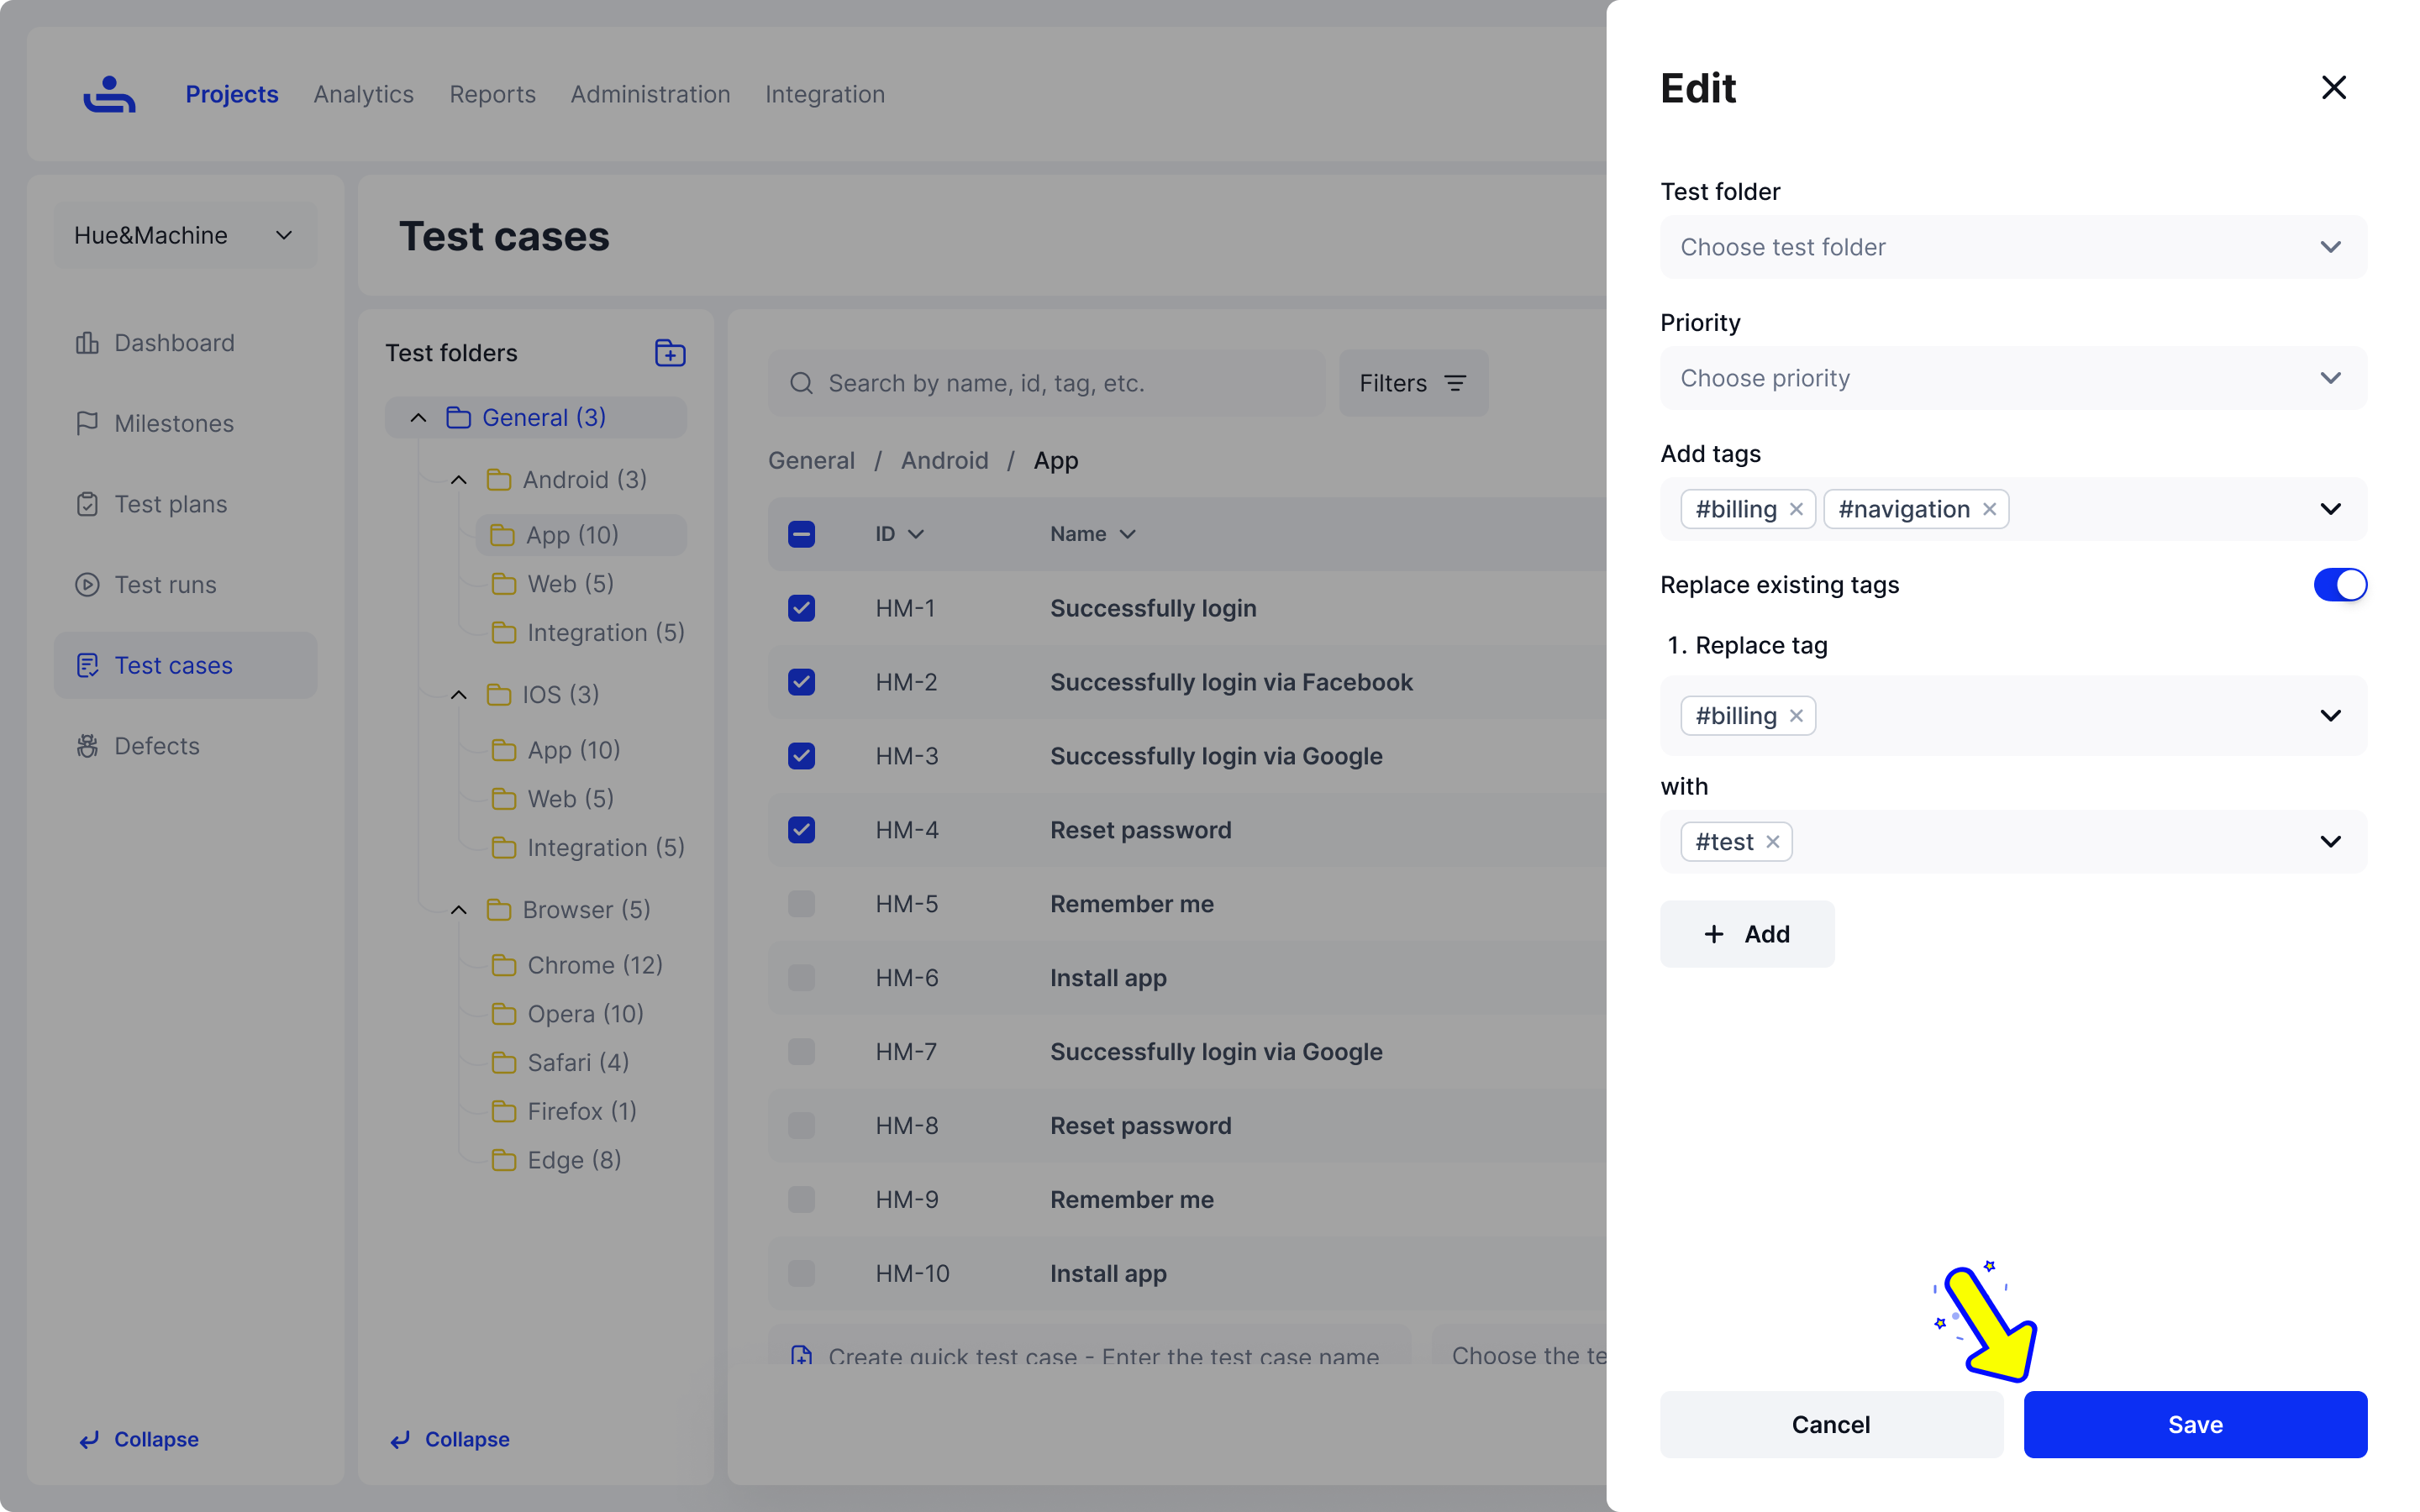 Projects Analytics Reports Administration Integration
Hue&Machine
Dashboard
Milestones
Test plans
Test runs
Test cases
Defects
Collapse
Test cases
Test folders
General (3)
Android (3)
App (10)
Web (5)
Integration (5)
IOS (3)
App (10)
Web (5)
Integration (5)
Browser (5)
Chrome (12)
Opera (10)
Safari (4)
Firefox (1)
Edge (8)
Collapse
Search by name, id, tag, etc. Filters
General / Android / App
ID Name
HM-1 Successfully login
HM-2 Successfully login via Facebook
HM-3 Successfully login via Google
HM-4 Reset password
HM-5 Remember me
HM-6 Install app
HM-7 Successfully login via Google
HM-8 Reset password
HM-9 Remember me
HM-10 Install app
Create quick test case - Enter the test case name Choose the te
Edit
Test folder
Choose test folder
Priority
Choose priority
Add tags
#billing #navigation
Replace existing tags
1. Replace tag
#billing
with
#test
+ Add
Cancel Save